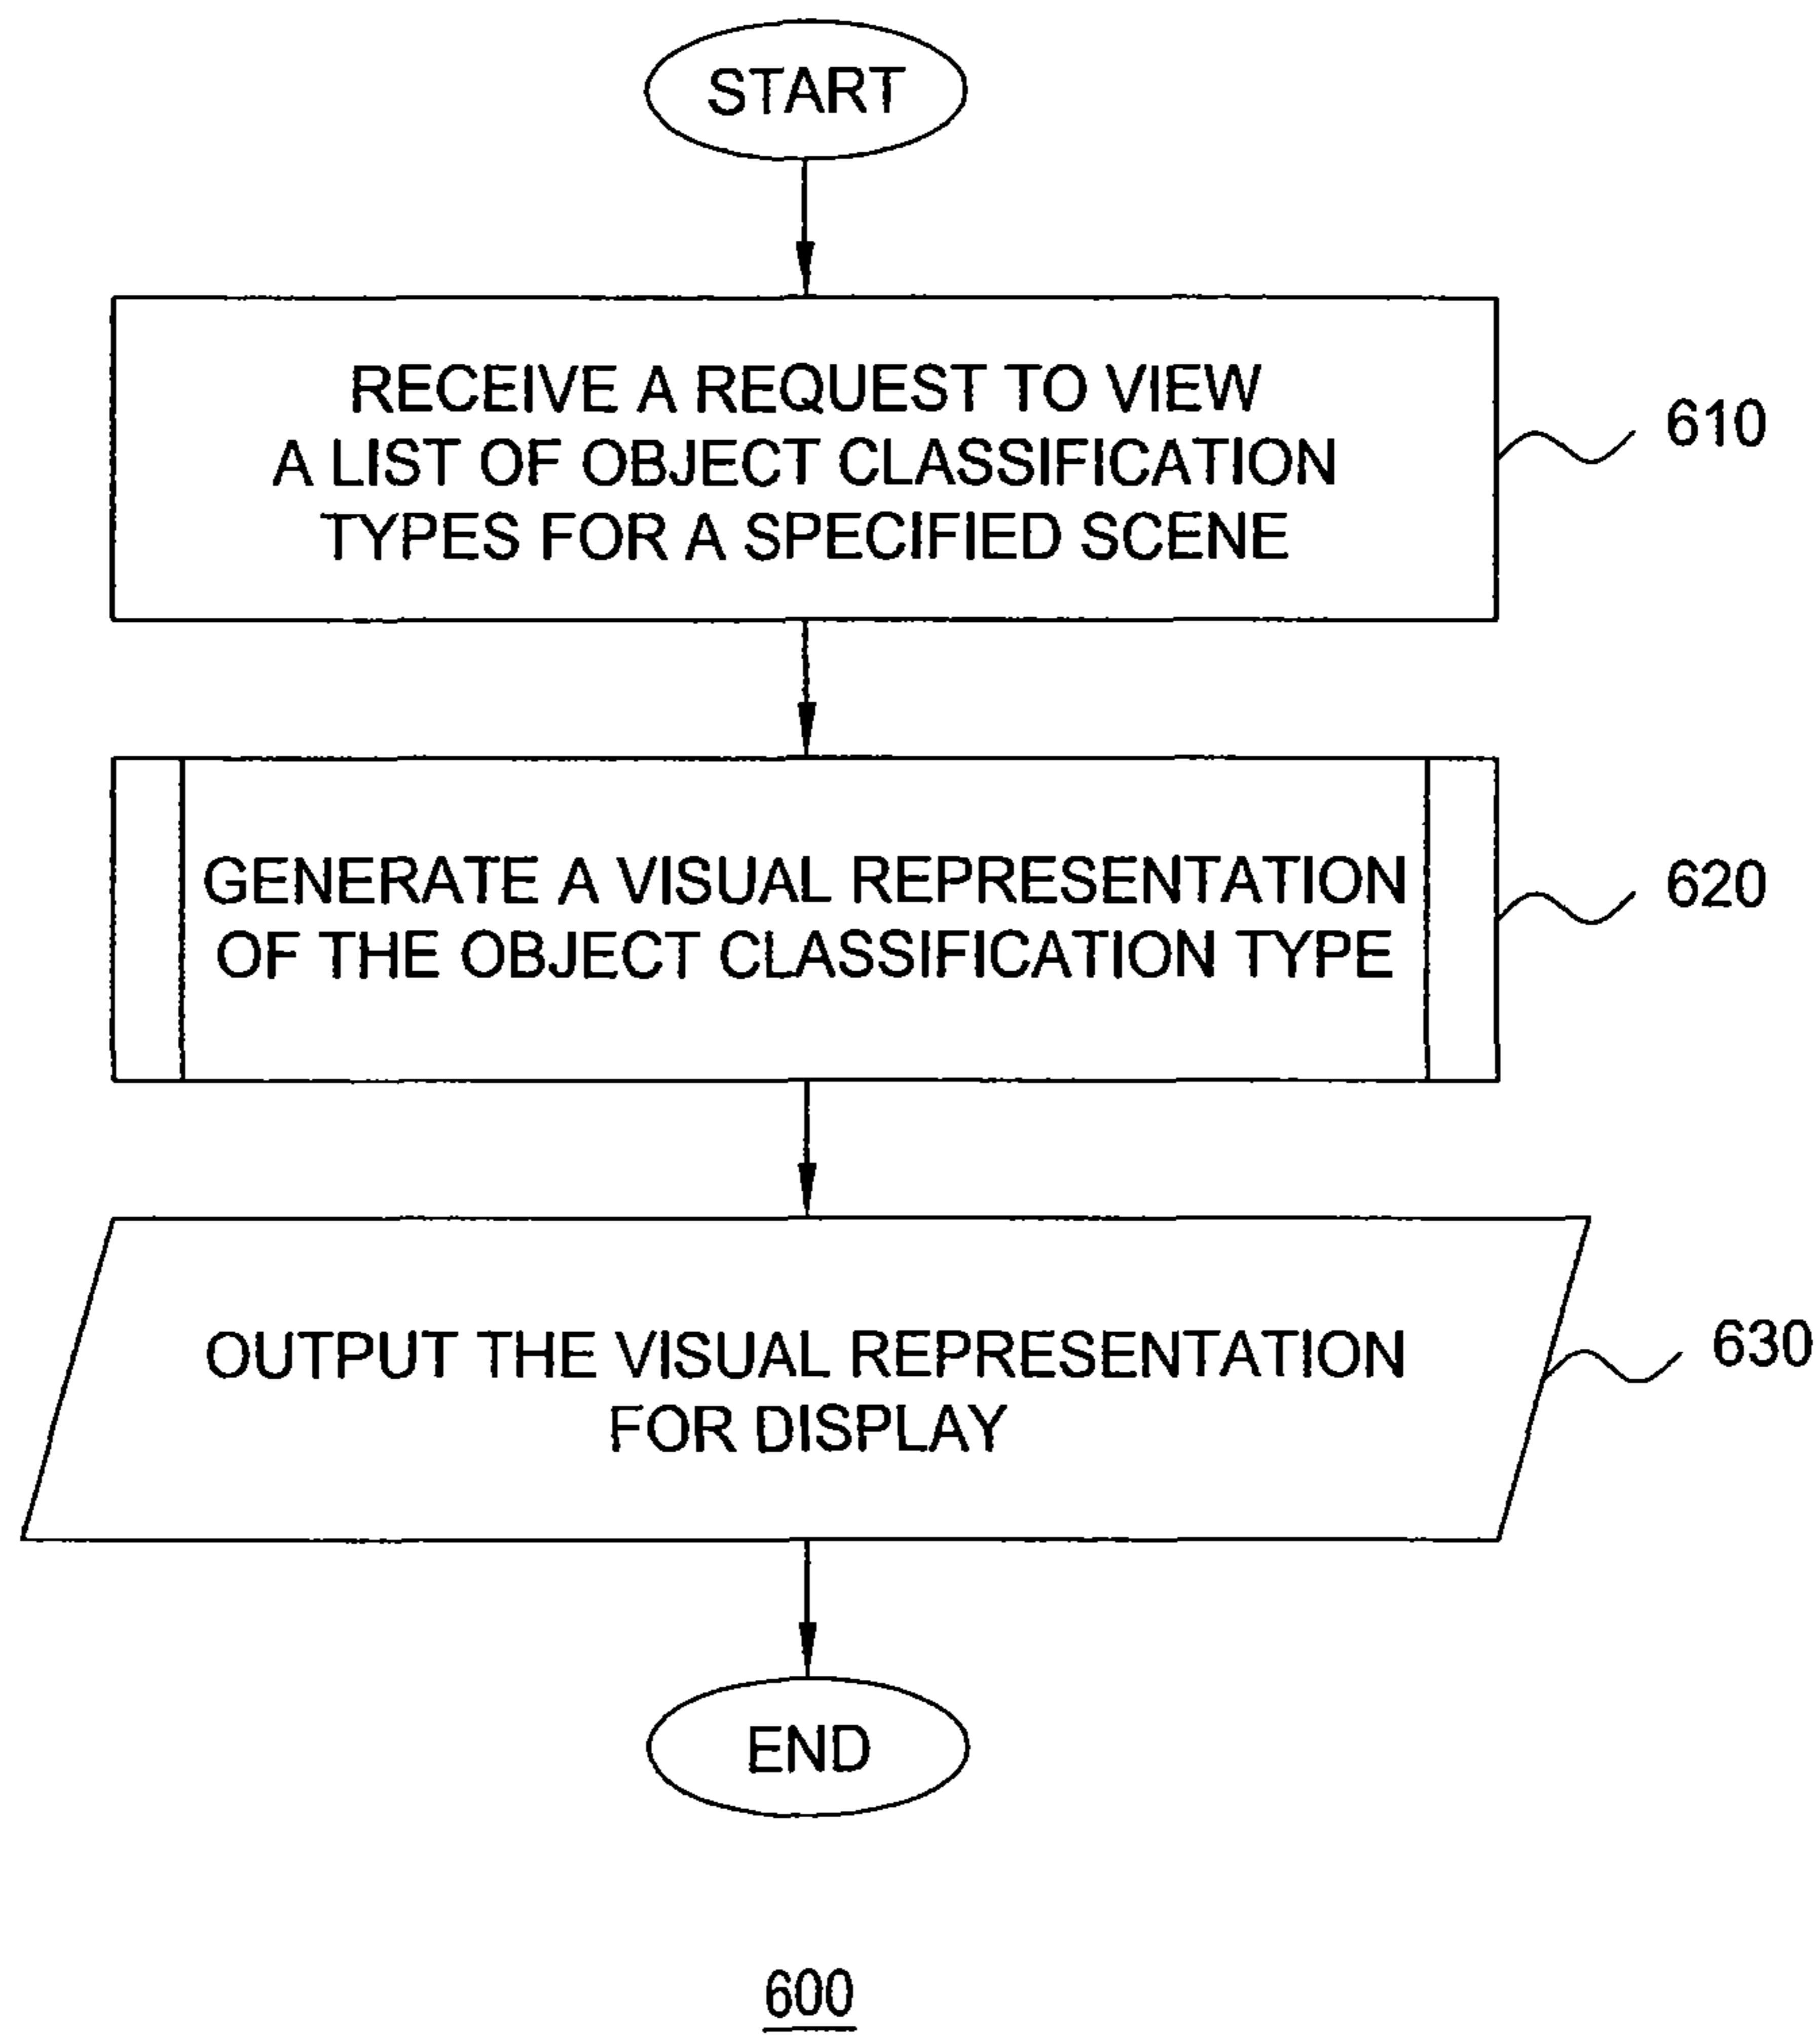 START
RECEIVE A REQUEST TO VIEW
A LIST OF OBJECT CLASSIFICATION
TYPES FOR A SPECIFIED SCENE
610
GENERATE A VISUAL REPRESENTATION
OF THE OBJECT CLASSIFICATION TYPE
620
OUTPUT THE VISUAL REPRESENTATION
FOR DISPLAY
630
END
600